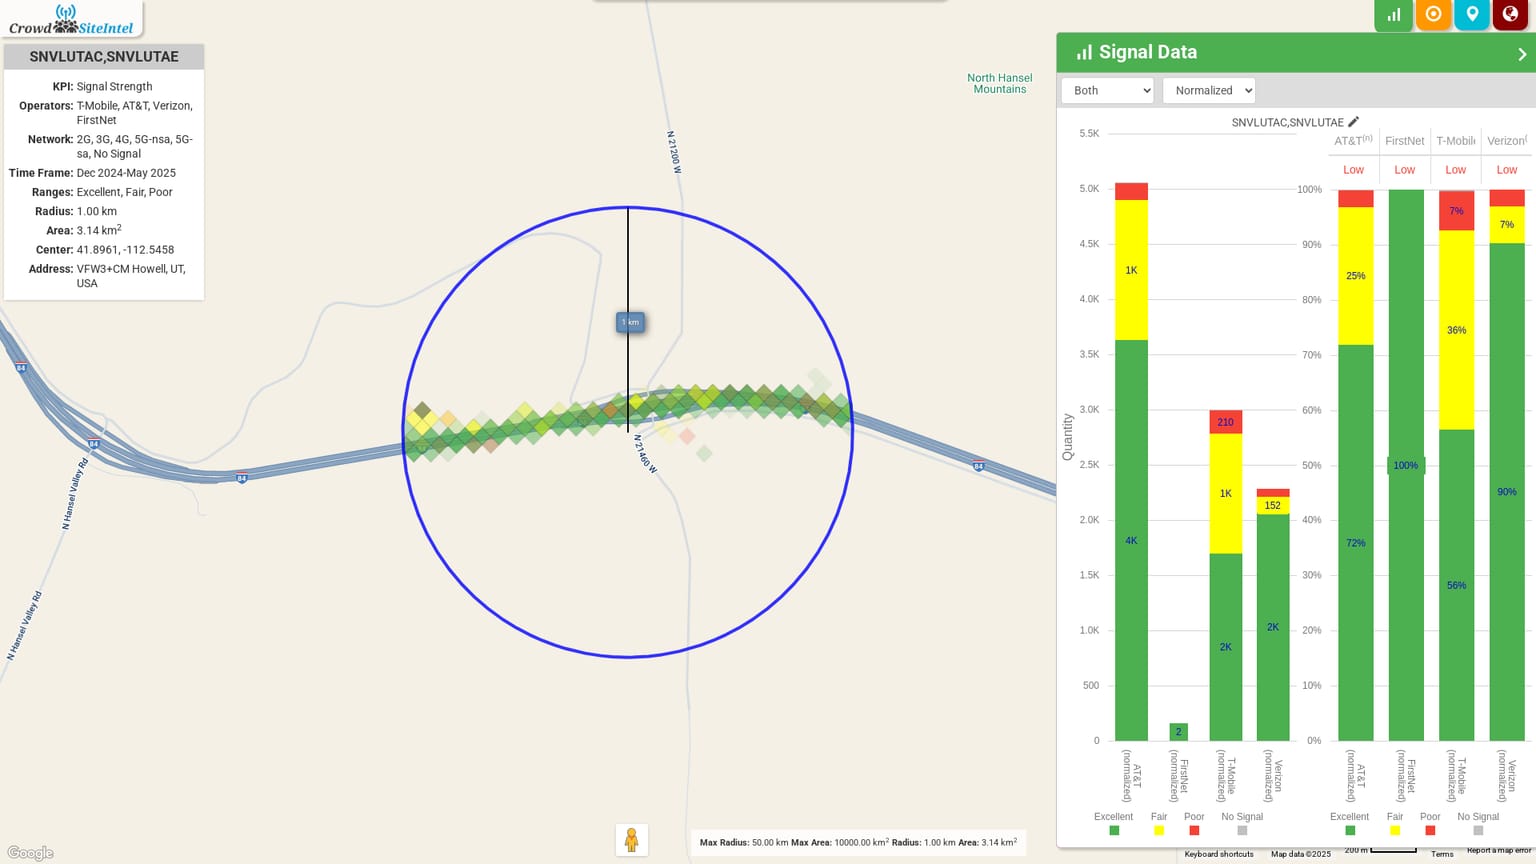 Crowd SiteIntel
SNVLUTAC,SNVLUTAE
KPI: Signal Strength
Operators: T-Mobile, AT&T, Verizon,
FirstNet
Network: 2G, 3G, 4G, 5G-nsa, 5G-
sa, No Signal
Time Frame: Dec 2024-May 2025
Ranges: Excellent, Fair, Poor
Radius: 1.00 km
Area: 3.14 km2
Center: 41.8961, -112.5458
Address: VFW3+CM Howell, UT,
USA
North Hansel
Mountains
N 21200 W
1 km
N 21460 W
84
84
84
84
N Hansel Valley Rd
N Hansel Valley Rd
Google
Max Radius: 50.00 km Max Area: 10000.00 km2 Radius: 1.00 km Area: 3.14 km2
Signal Data
Both
Normalized
SNVLUTAC,SNVLUTAE
Quantity
5.5K
5.0K
4.5K
4.0K
3.5K
3.0K
2.5K
2.0K
1.5K
1.0K
500
0
1K
4K
2
210
1K
2K
152
2K
AT&T
(normalized)
FirstNet
(normalized)
T-Mobile
(normalized)
Verizon
(normalized)
Excellent
Fair
Poor
No Signal
AT&T(n)
FirstNet
T-Mobile
Verizon(
Low
Low
Low
Low
100%
90%
80%
70%
60%
50%
40%
30%
20%
10%
0%
25%
72%
100%
7%
36%
56%
7%
90%
AT&T
(normalized)
FirstNet
(normalized)
T-Mobile
(normalized)
Verizon
(normalized)
Excellent
Fair
Poor
No Signal
Keyboard shortcuts
Map data ©2025
200 m
Terms
Report a map error